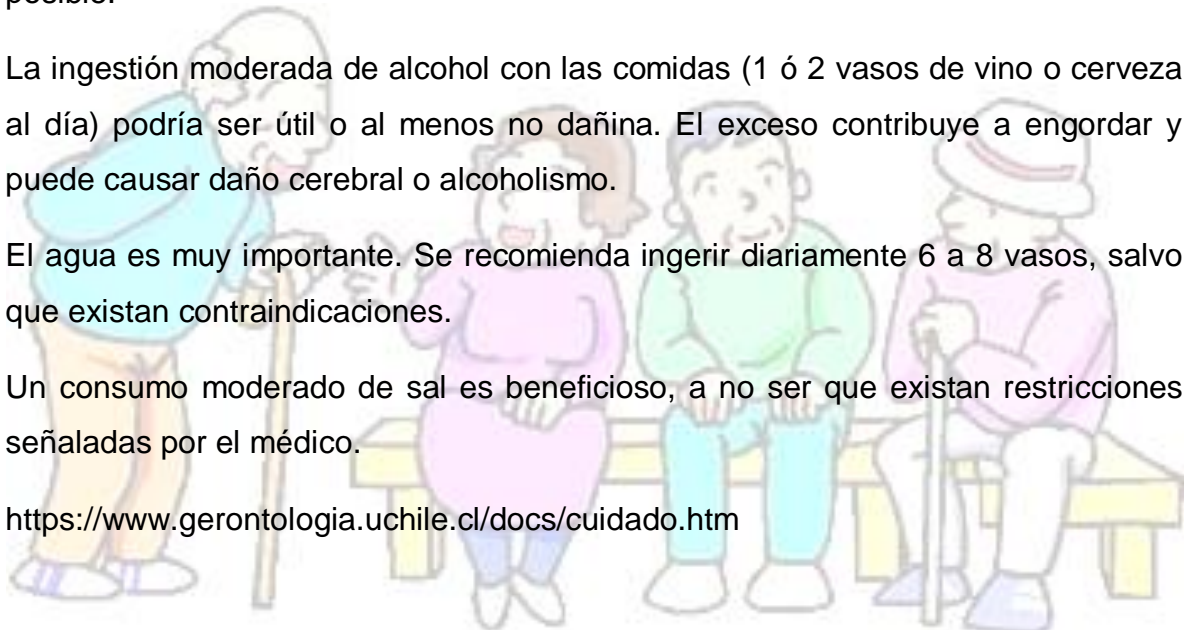 posible.
La ingestión moderada de alcohol con las comidas (1 ó 2 vasos de vino o cerveza
al día) podría ser útil o al menos no dañina. El exceso contribuye a engordar y
puede causar daño cerebral o alcoholismo.
El agua es muy importante. Se recomienda ingerir diariamente 6 a 8 vasos, salvo
que existan contraindicaciones.
Un consumo moderado de sal es beneficioso, a no ser que existan restricciones
señaladas por el médico.
https://www.gerontologia.uchile.cl/docs/cuidado.htm